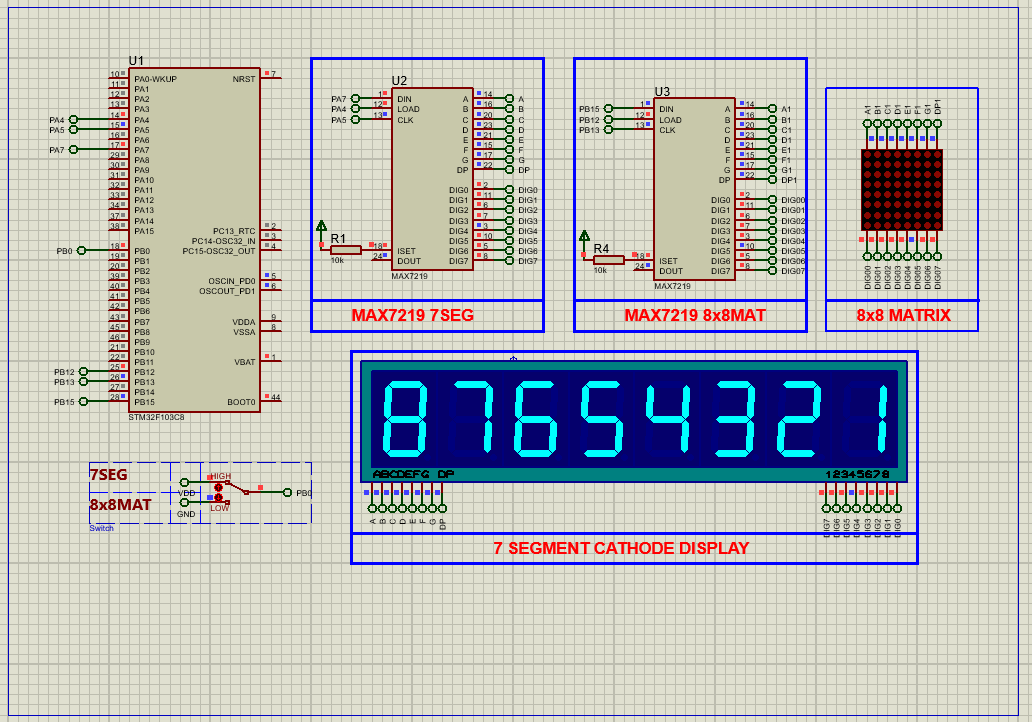 U1
10 PA0-WKUP NRST 7
11 PA1
12 PA2
13 PA3
PA4 14 PA4
PA5 15 PA5
16 PA6
PA7 17 PA7
29 PA8
30 PA9
31 PA10
32 PA11
33 PA12
34 PA13
37 PA14
38 PA15
PC13_RTC 2
PC14-OSC32_IN 3
PC15-OSC32_OUT 4
PB0 18 PB0
19 PB1
20 PB2
39 PB3 OSCIN_PD0 5
40 PB4 OSCOUT_PD1 6
41 PB5
42 PB6
43 PB7 VDDA 9
45 PB8 VSSA 8
46 PB9
21 PB10
22 PB11 VBAT 1
PB12 25 PB12
PB13 26 PB13
27 PB14
PB15 28 PB15 BOOT0 44
STM32F103C8
U2
PA7 1 DIN A 14 A
PA4 12 LOAD B 16 B
PA5 13 CLK C 20 C
D 23 D
E 21 E
F 15 F
G 17 G
DP 22 DP
DIG0 2 DIG0
DIG1 11 DIG1
DIG2 6 DIG2
DIG3 7 DIG3
DIG4 3 DIG4
DIG5 10 DIG5
R1 18 ISET DIG6 5 DIG6
10k 24 DOUT DIG7 8 DIG7
MAX7219
MAX7219 7SEG
U3
PB15 1 DIN A 14 A1
PB12 12 LOAD B 16 B1
PB13 13 CLK C 20 C1
D 23 D1
E 21 E1
F 15 F1
G 17 G1
DP 22 DP1
DIG0 2 DIG00
DIG1 11 DIG01
DIG2 6 DIG02
DIG3 7 DIG03
DIG4 3 DIG04
DIG5 10 DIG05
R4 18 ISET DIG6 5 DIG06
10k 24 DOUT DIG7 8 DIG07
MAX7219
MAX7219 8x8MAT
A1 B1 C1 D1 E1 F1 G1 DP1
DIG00 DIG01 DIG02 DIG03 DIG04 DIG05 DIG06 DIG07
8x8 MATRIX
87654321
ABCDEFG DP 12345678
A B C D E F G DP DIG7 DIG6 DIG5 DIG4 DIG3 DIG2 DIG1 DIG0
7 SEGMENT CATHODE DISPLAY
7SEG
8x8MAT
HIGH
VDD
PB0
LOW
GND
Switch